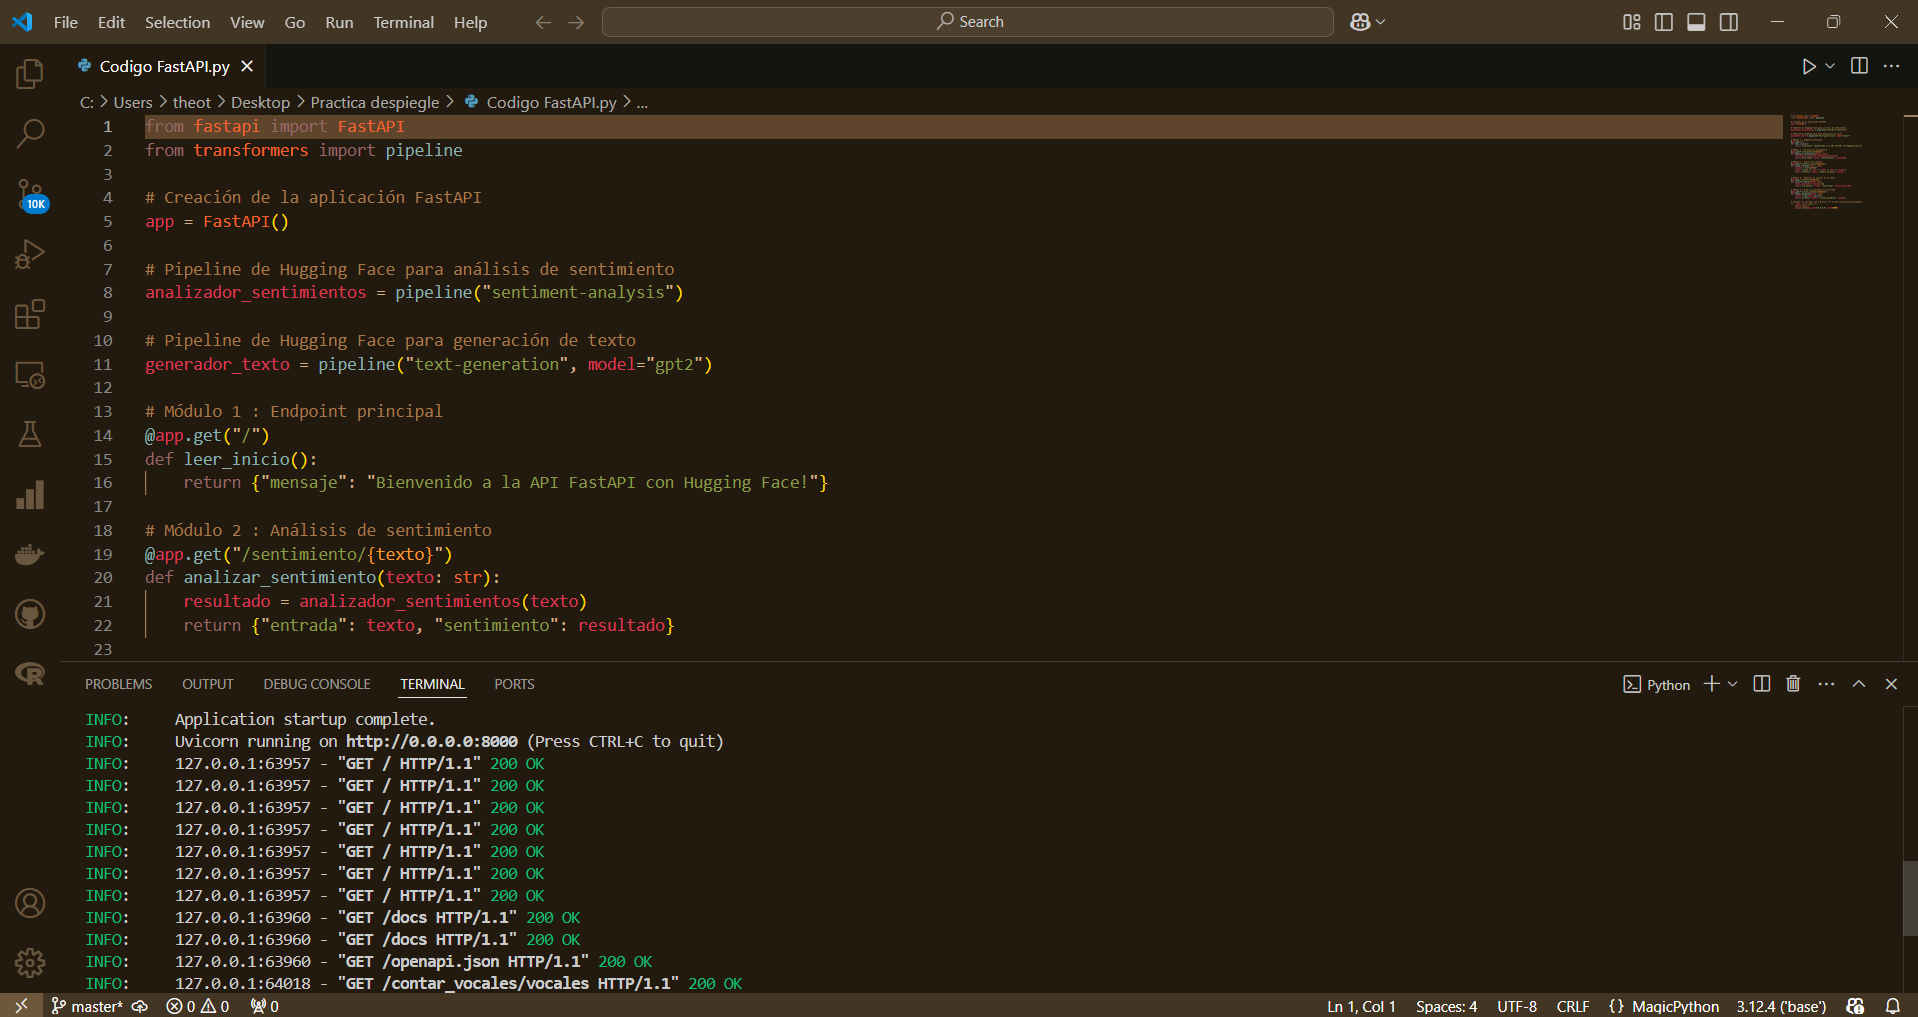 File Edit Selection View Go Run Terminal Help
Search
Codigo FastAPI.py
C: > Users > theot > Desktop > Practica despiegle > Codigo FastAPI.py > ...
1 from fastapi import FastAPI
2 from transformers import pipeline
3
4 # Creación de la aplicación FastAPI
5 app = FastAPI()
6
7 # Pipeline de Hugging Face para análisis de sentimiento
8 analizador_sentimientos = pipeline("sentiment-analysis")
9
10 # Pipeline de Hugging Face para generación de texto
11 generador_texto = pipeline("text-generation", model="gpt2")
12
13 # Módulo 1 : Endpoint principal
14 @app.get("/")
15 def leer_inicio():
16 return {"mensaje": "Bienvenido a la API FastAPI con Hugging Face!"}
17
18 # Módulo 2 : Análisis de sentimiento
19 @app.get("/sentimiento/{texto}")
20 def analizar_sentimiento(texto: str):
21 resultado = analizador_sentimientos(texto)
22 return {"entrada": texto, "sentimiento": resultado}
23
10K
PROBLEMS OUTPUT DEBUG CONSOLE TERMINAL PORTS
Python
INFO: Application startup complete.
INFO: Uvicorn running on http://0.0.0.0:8000 (Press CTRL+C to quit)
INFO: 127.0.0.1:63957 - "GET / HTTP/1.1" 200 OK
INFO: 127.0.0.1:63957 - "GET / HTTP/1.1" 200 OK
INFO: 127.0.0.1:63957 - "GET / HTTP/1.1" 200 OK
INFO: 127.0.0.1:63957 - "GET / HTTP/1.1" 200 OK
INFO: 127.0.0.1:63957 - "GET / HTTP/1.1" 200 OK
INFO: 127.0.0.1:63957 - "GET / HTTP/1.1" 200 OK
INFO: 127.0.0.1:63957 - "GET / HTTP/1.1" 200 OK
INFO: 127.0.0.1:63960 - "GET /docs HTTP/1.1" 200 OK
INFO: 127.0.0.1:63960 - "GET /docs HTTP/1.1" 200 OK
INFO: 127.0.0.1:63960 - "GET /openapi.json HTTP/1.1" 200 OK
INFO: 127.0.0.1:64018 - "GET /contar_vocales/vocales HTTP/1.1" 200 OK
master* 0 0 0 Ln 1, Col 1 Spaces: 4 UTF-8 CRLF {} MagicPython 3.12.4 ('base')